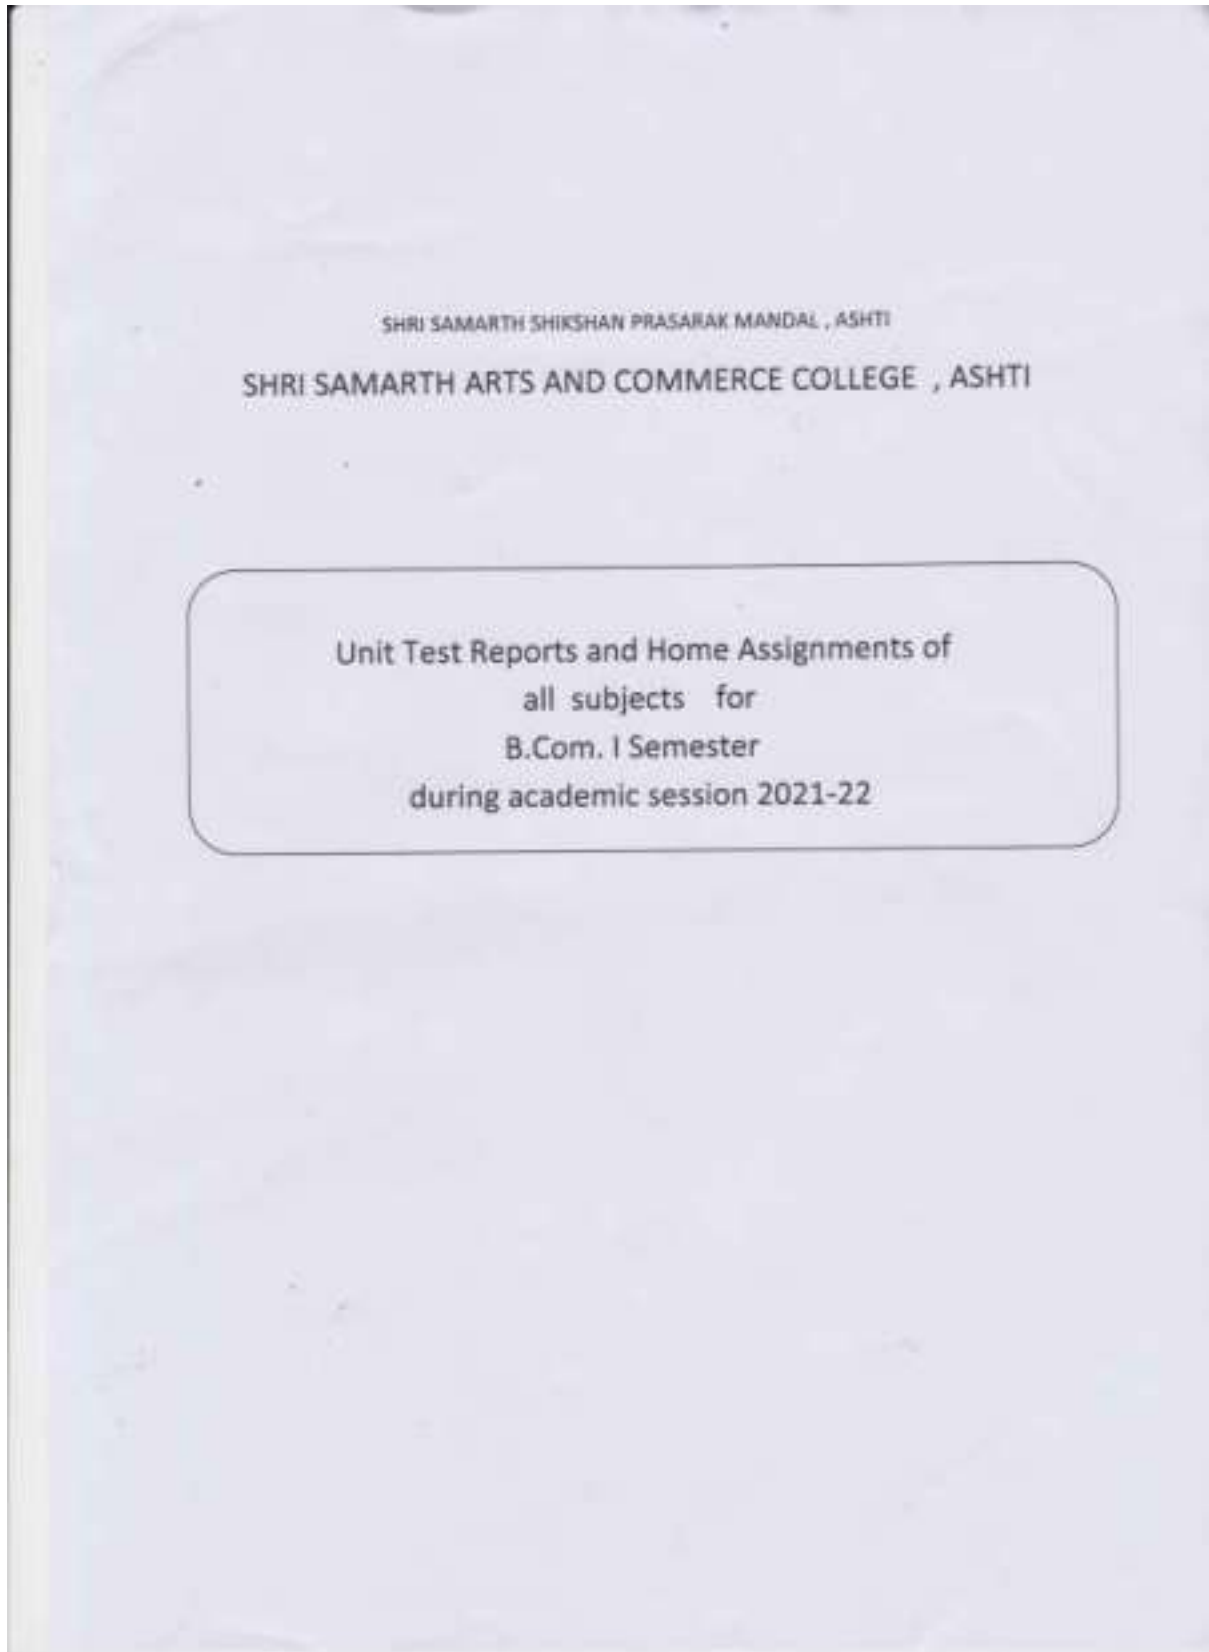 SHRI SAMARTH SHIKSHAN PRASARAK MANDAL , ASHTI
SHRI SAMARTH ARTS AND COMMERCE COLLEGE , ASHTI
Unit Test Reports and Home Assignments of
all subjects for
B.Com. I Semester
during academic session 2021-22